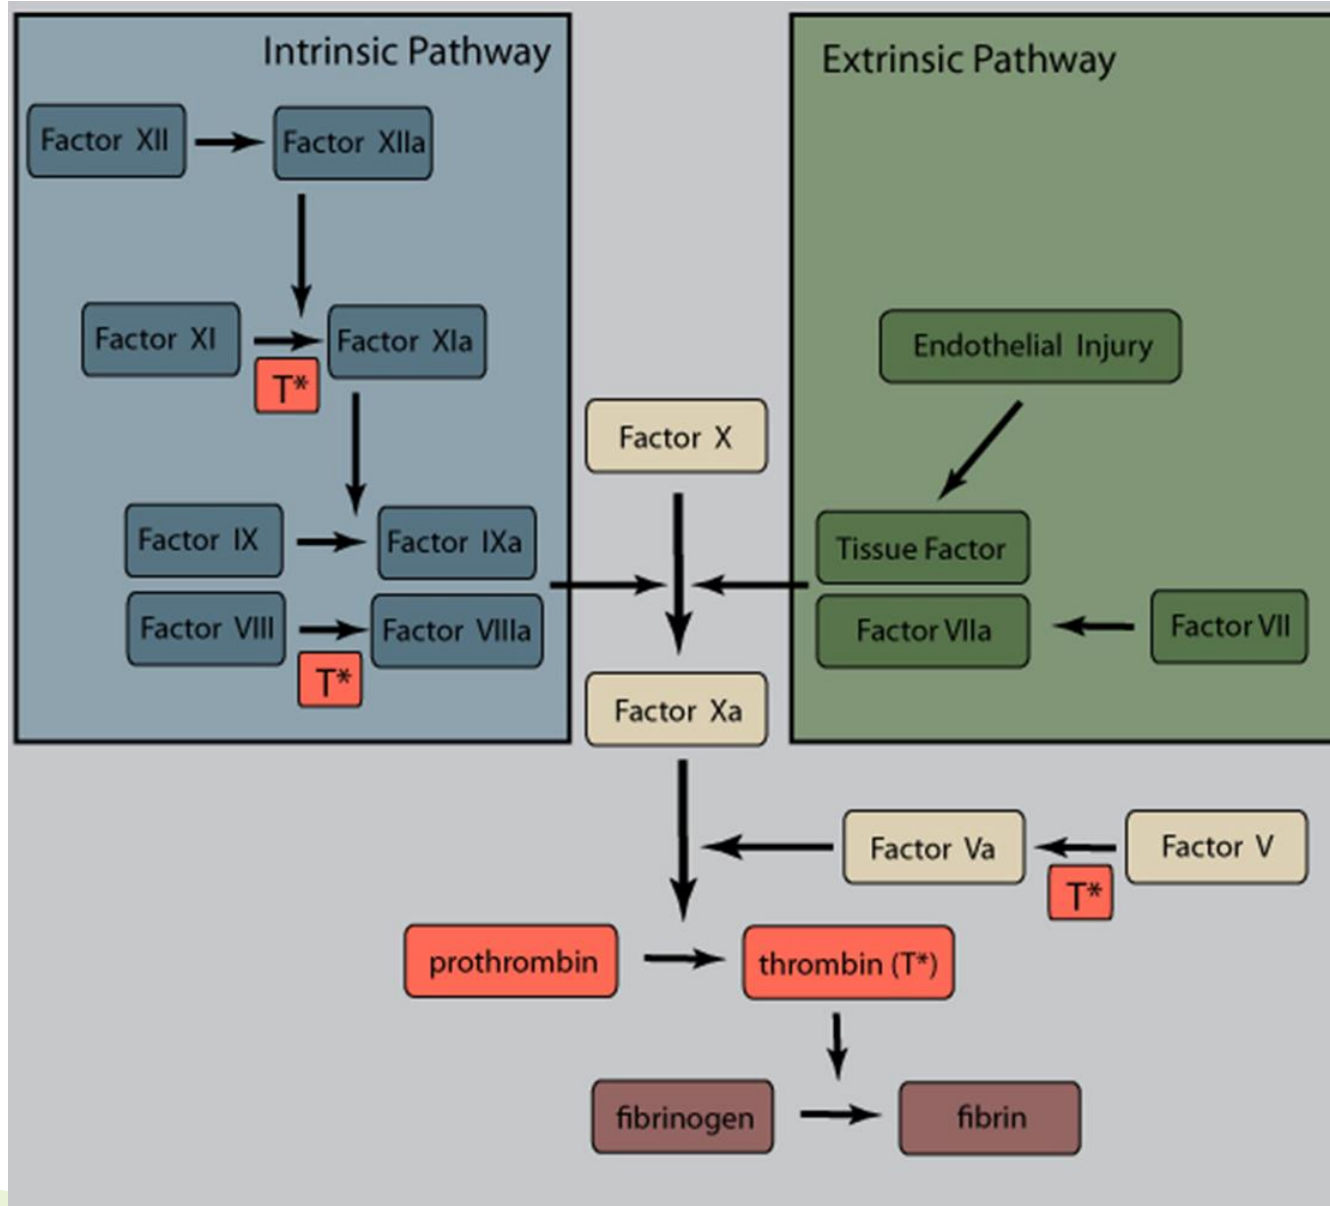 Intrinsic Pathway
Extrinsic Pathway
Factor XII
Factor XIIa
Factor XI
Factor XIa
T*
Endothelial Injury
Factor X
Factor IX
Factor IXa
Tissue Factor
Factor VIII
Factor VIIIa
Factor VIIa
Factor VII
T*
Factor Xa
Factor Va
Factor V
T*
prothrombin
thrombin (T*)
fibrinogen
fibrin